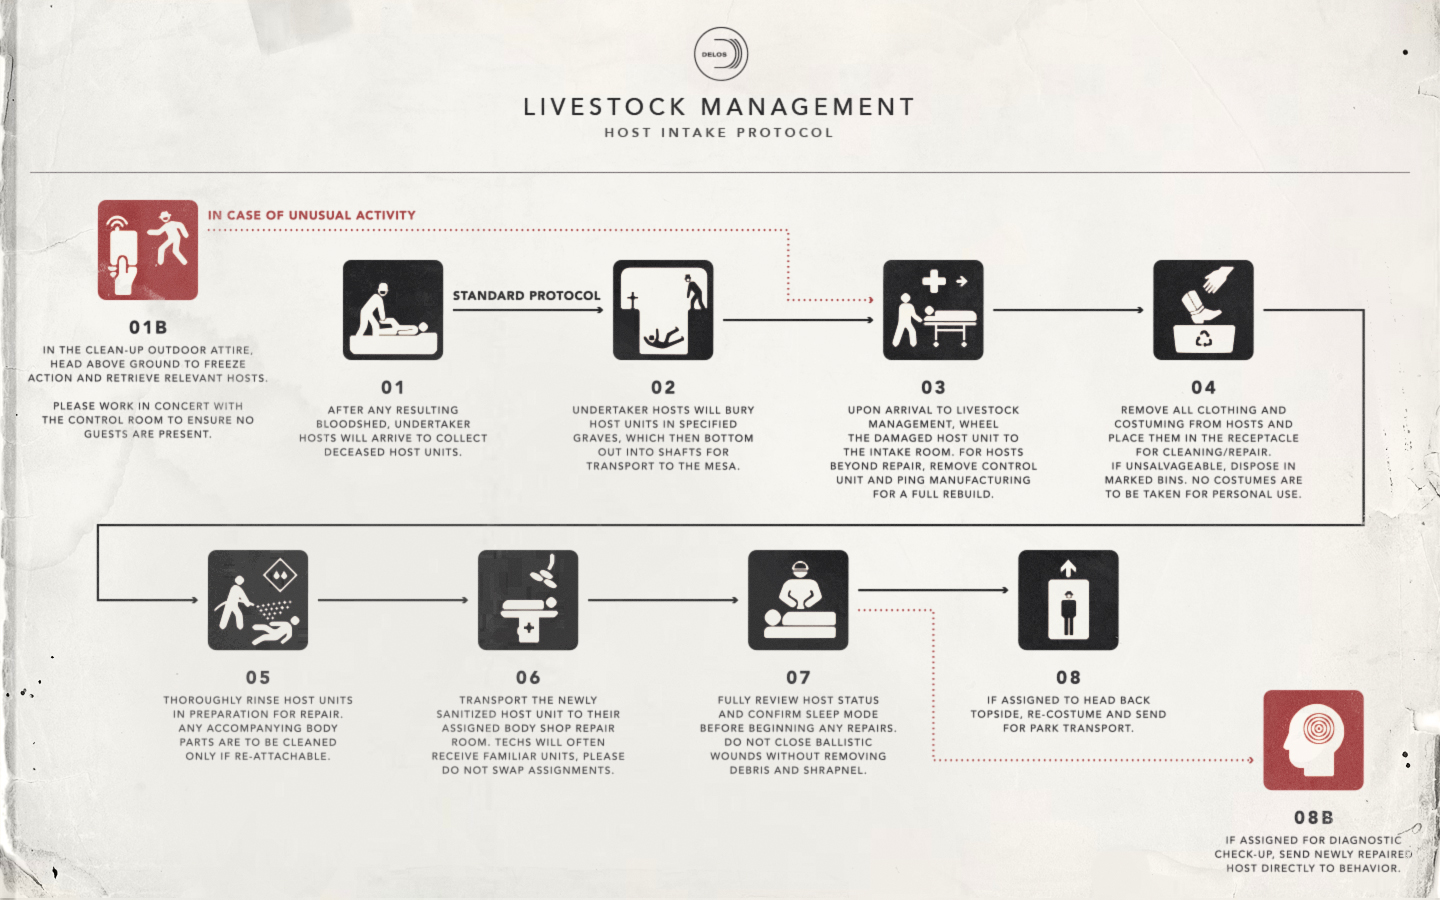 DELOS
LIVESTOCK MANAGEMENT
HOST INTAKE PROTOCOL
IN CASE OF UNUSUAL ACTIVITY
01B
IN THE CLEAN-UP OUTDOOR ATTIRE,
HEAD ABOVE GROUND TO FREEZE
ACTION AND RETRIEVE RELEVANT HOSTS.
PLEASE WORK IN CONCERT WITH
THE CONTROL ROOM TO ENSURE NO
GUESTS ARE PRESENT.
STANDARD PROTOCOL
01
AFTER ANY RESULTING
BLOODSHED, UNDERTAKER
HOSTS WILL ARRIVE TO COLLECT
DECEASED HOST UNITS.
02
UNDERTAKER HOSTS WILL BURY
HOST UNITS IN SPECIFIED
GRAVES, WHICH THEN BOTTOM
OUT INTO SHAFTS FOR
TRANSPORT TO THE MESA.
03
UPON ARRIVAL TO LIVESTOCK
MANAGEMENT, WHEEL
THE DAMAGED HOST UNIT TO
THE INTAKE ROOM. FOR HOSTS
BEYOND REPAIR, REMOVE CONTROL
UNIT AND PING MANUFACTURING
FOR A FULL REBUILD.
04
REMOVE ALL CLOTHING AND
COSTUMING FROM HOSTS AND
PLACE THEM IN THE RECEPTACLE
FOR CLEANING/REPAIR.
IF UNSALVAGEABLE, DISPOSE IN
MARKED BINS. NO COSTUMES ARE
TO BE TAKEN FOR PERSONAL USE.
05
THOROUGHLY RINSE HOST UNITS
IN PREPARATION FOR REPAIR.
ANY ACCOMPANYING BODY
PARTS ARE TO BE CLEANED
ONLY IF RE-ATTACHABLE.
06
TRANSPORT THE NEWLY
SANITIZED HOST UNIT TO THEIR
ASSIGNED BODY SHOP REPAIR
ROOM. TECHS WILL OFTEN
RECEIVE FAMILIAR UNITS, PLEASE
DO NOT SWAP ASSIGNMENTS.
07
FULLY REVIEW HOST STATUS
AND CONFIRM SLEEP MODE
BEFORE BEGINNING ANY REPAIRS.
DO NOT CLOSE BALLISTIC
WOUNDS WITHOUT REMOVING
DEBRIS AND SHRAPNEL.
08
IF ASSIGNED TO HEAD BACK
TOPSIDE, RE-COSTUME AND SEND
FOR PARK TRANSPORT.
08B
IF ASSIGNED FOR DIAGNOSTIC
CHECK-UP, SEND NEWLY REPAIRED
HOST DIRECTLY TO BEHAVIOR.